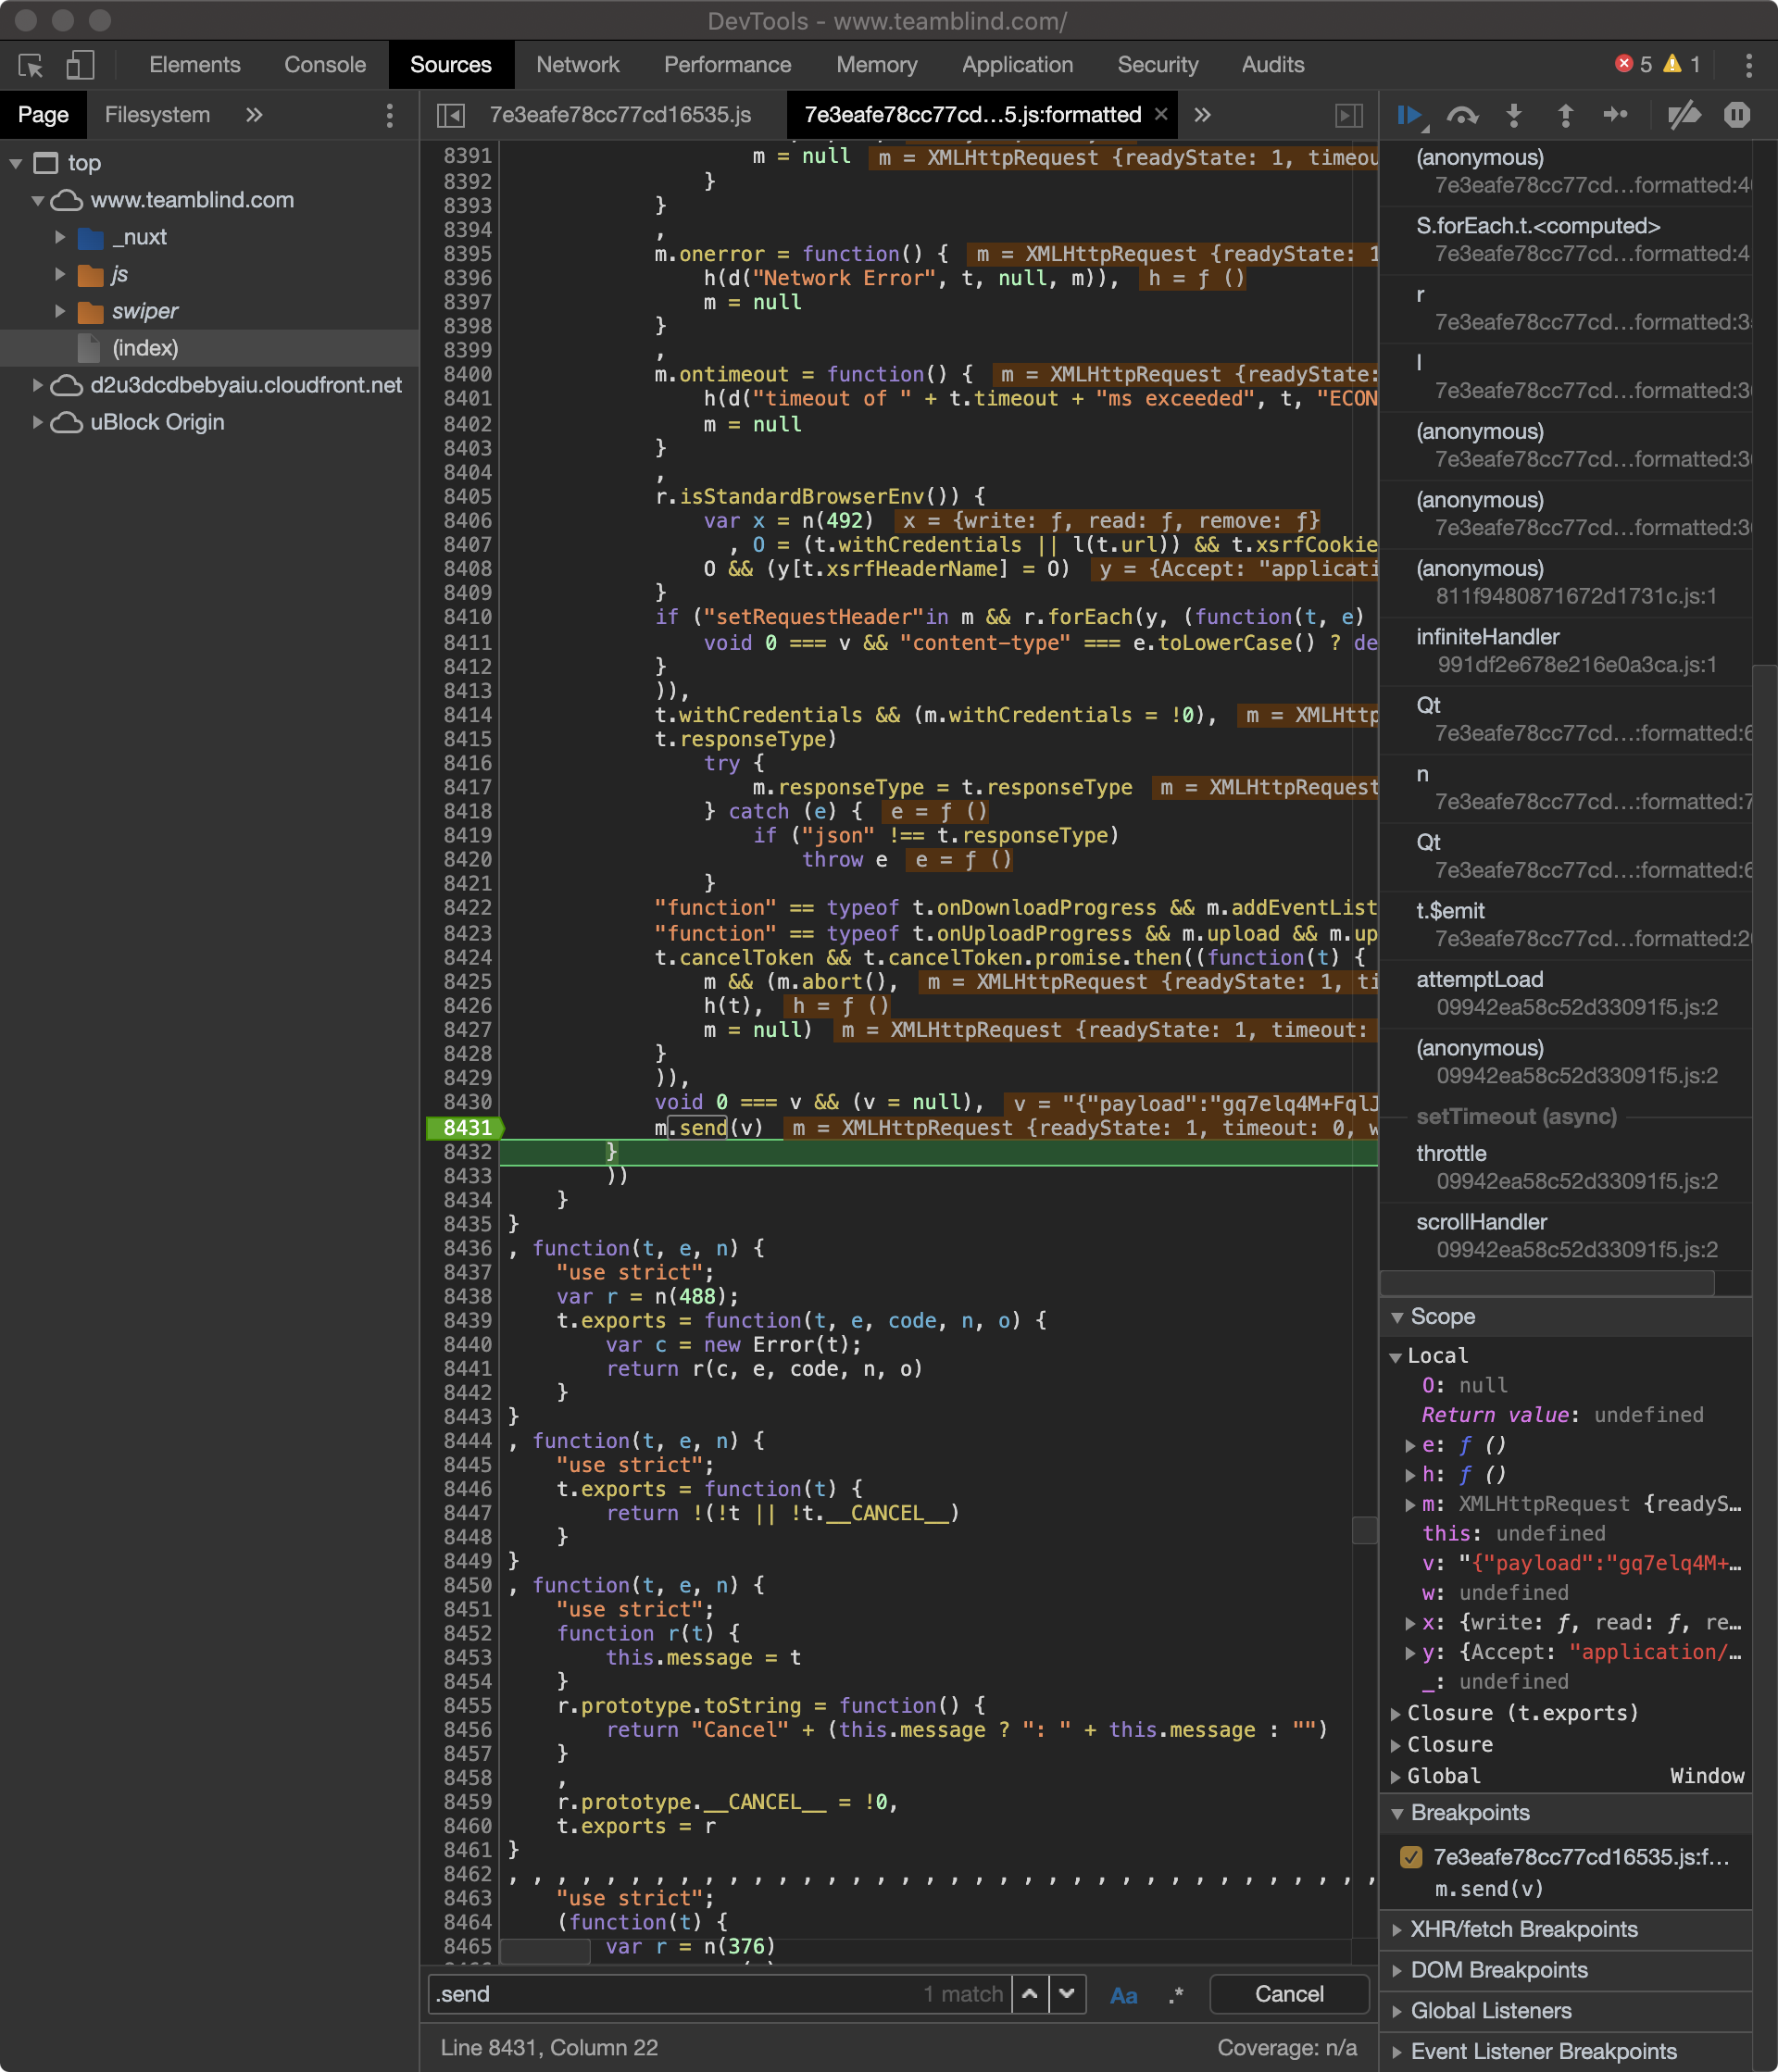 DevTools - www.teamblind.com/
Elements Console Sources Network Performance Memory Application Security Audits 5 1
Page Filesystem »
top
www.teamblind.com
_nuxt
js
swiper
(index)
d2u3dcdbebyaiu.cloudfront.net
uBlock Origin
7e3eafe78cc77cd16535.js 7e3eafe78cc77cd...5.js:formatted × »
8391 m = null m = XMLHttpRequest {readyState: 1, timeou
8392 }
8393 }
8394 ,
8395 m.onerror = function() { m = XMLHttpRequest {readyState: 1
8396 h(d("Network Error", t, null, m)), h = ƒ ()
8397 m = null
8398 }
8399 ,
8400 m.ontimeout = function() { m = XMLHttpRequest {readyState:
8401 h(d("timeout of " + t.timeout + "ms exceeded", t, "ECON
8402 m = null
8403 }
8404 ,
8405 r.isStandardBrowserEnv()) {
8406 var x = n(492) x = {write: ƒ, read: ƒ, remove: ƒ}
8407 , O = (t.withCredentials || l(t.url)) && t.xsrfCookie
8408 O && (y[t.xsrfHeaderName] = O) y = {Accept: "applicati
8409 }
8410 if ("setRequestHeader"in m && r.forEach(y, (function(t, e)
8411 void 0 === v && "content-type" === e.toLowerCase() ? de
8412 }
8413 )),
8414 t.withCredentials && (m.withCredentials = !0), m = XMLHttp
8415 t.responseType)
8416 try {
8417 m.responseType = t.responseType m = XMLHttpRequest
8418 } catch (e) { e = ƒ ()
8419 if ("json" !== t.responseType)
8420 throw e e = ƒ ()
8421 }
8422 "function" == typeof t.onDownloadProgress && m.addEventList
8423 "function" == typeof t.onUploadProgress && m.upload && m.up
8424 t.cancelToken && t.cancelToken.promise.then((function(t) {
8425 m && (m.abort(), m = XMLHttpRequest {readyState: 1, ti
8426 h(t), h = ƒ ()
8427 m = null) m = XMLHttpRequest {readyState: 1, timeout:
8428 }
8429 )),
8430 void 0 === v && (v = null), v = "{"payload":"gq7elq4M+FqlJ
8431 m.send(v) m = XMLHttpRequest {readyState: 1, timeout: 0, w
8432 }
8433 ))
8434 }
8435 }
8436 , function(t, e, n) {
8437 "use strict";
8438 var r = n(488);
8439 t.exports = function(t, e, code, n, o) {
8440 var c = new Error(t);
8441 return r(c, e, code, n, o)
8442 }
8443 }
8444 , function(t, e, n) {
8445 "use strict";
8446 t.exports = function(t) {
8447 return !(!t || !t.__CANCEL__)
8448 }
8449 }
8450 , function(t, e, n) {
8451 "use strict";
8452 function r(t) {
8453 this.message = t
8454 }
8455 r.prototype.toString = function() {
8456 return "Cancel" + (this.message ? ": " + this.message : "")
8457 }
8458 ,
8459 r.prototype.__CANCEL__ = !0,
8460 t.exports = r
8461 }
8462 , , , , , , , , , , , , , , , , , , , , , , , , , , , , , , , , , , , ,
8463 "use strict";
8464 (function(t) {
8465 var r = n(376)
.send 1 match Aa .* Cancel
Line 8431, Column 22 Coverage: n/a
(anonymous)
7e3eafe78cc77cd...formatted:4
S.forEach.t.<computed>
7e3eafe78cc77cd...formatted:4
r
7e3eafe78cc77cd...formatted:3
l
7e3eafe78cc77cd...formatted:3
(anonymous)
7e3eafe78cc77cd...formatted:3
(anonymous)
7e3eafe78cc77cd...formatted:3
(anonymous)
811f9480871672d1731c.js:1
infiniteHandler
991df2e678e216e0a3ca.js:1
Qt
7e3eafe78cc77cd...:formatted:6
n
7e3eafe78cc77cd...:formatted:7
Qt
7e3eafe78cc77cd...:formatted:6
t.$emit
7e3eafe78cc77cd...formatted:2
attemptLoad
09942ea58c52d33091f5.js:2
(anonymous)
09942ea58c52d33091f5.js:2
setTimeout (async)
throttle
09942ea58c52d33091f5.js:2
scrollHandler
09942ea58c52d33091f5.js:2
Scope
Local
O: null
Return value: undefined
e: ƒ ()
h: ƒ ()
m: XMLHttpRequest {readyS…
this: undefined
v: "{"payload":"gq7elq4M+…
w: undefined
x: {write: ƒ, read: ƒ, re…
y: {Accept: "application/…
_: undefined
Closure (t.exports)
Closure
Global Window
Breakpoints
7e3eafe78cc77cd16535.js:f...
m.send(v)
XHR/fetch Breakpoints
DOM Breakpoints
Global Listeners
Event Listener Breakpoints